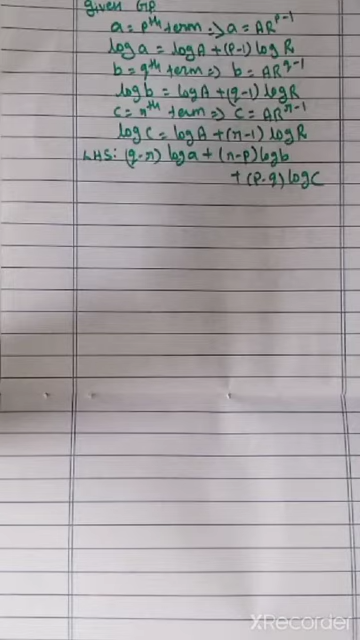 given GP
a = pth term => a = AR^p-1
log a = log A + (p-1) log R
b = qth term => b = AR^q-1
log b = log A + (q-1) log R
c = rth term => c = AR^r-1
log c = log A + (r-1) log R
LHS: (q-r) log a + (r-p) log b
+ (p-q) log c
XRecorder